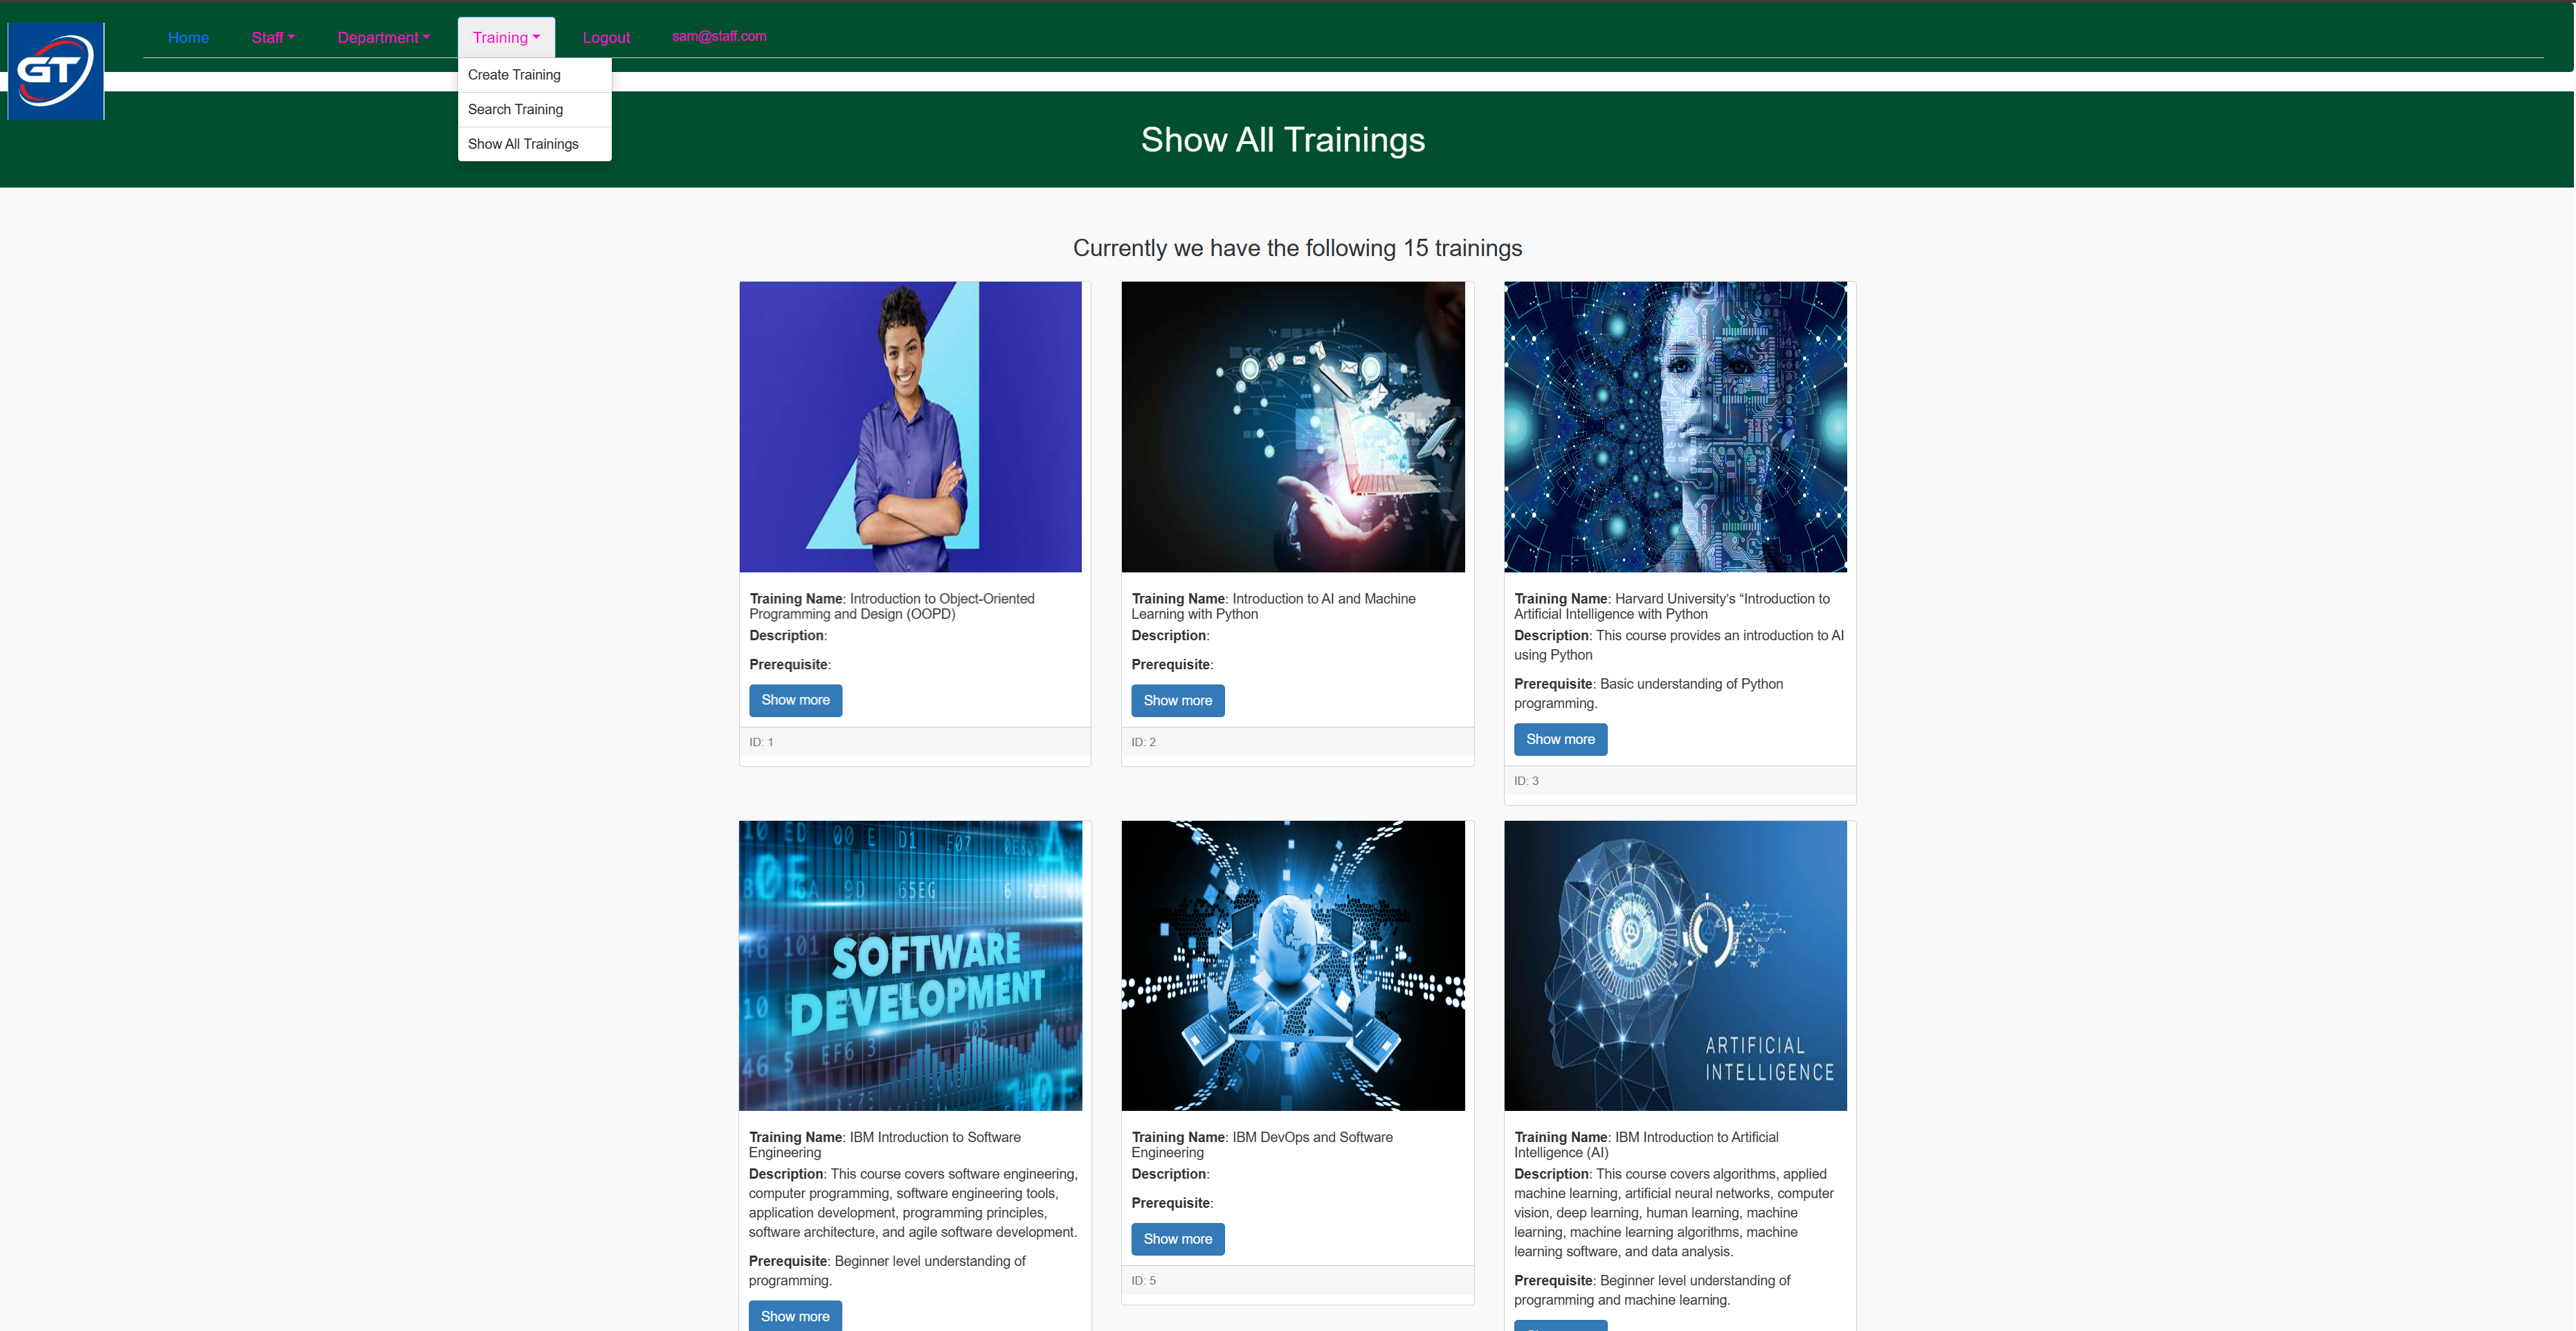 GT
Home
Staff
Department
Training
Logout
sam@staff.com
Create Training
Search Training
Show All Trainings
Show All Trainings
Currently we have the following 15 trainings
Training Name: Introduction to Object-Oriented
Programming and Design (OOPD)
Description:
Prerequisite:
Show more
ID: 1
Training Name: Introduction to AI and Machine
Learning with Python
Description:
Prerequisite:
Show more
ID: 2
Training Name: Harvard University's “Introduction to
Artificial Intelligence with Python
Description: This course provides an introduction to AI
using Python
Prerequisite: Basic understanding of Python
programming.
Show more
ID: 3
SOFTWARE
DEVELOPMENT
Training Name: IBM Introduction to Software
Engineering
Description: This course covers software engineering,
computer programming, software engineering tools,
application development, programming principles,
software architecture, and agile software development.
Prerequisite: Beginner level understanding of
programming.
Show more
Training Name: IBM DevOps and Software
Engineering
Description:
Prerequisite:
Show more
ID: 5
ARTIFICIAL
INTELLIGENCE
Training Name: IBM Introduction to Artificial
Intelligence (AI)
Description: This course covers algorithms, applied
machine learning, artificial neural networks, computer
vision, deep learning, human learning, machine
learning, machine learning algorithms, machine
learning software, and data analysis.
Prerequisite: Beginner level understanding of
programming and machine learning.